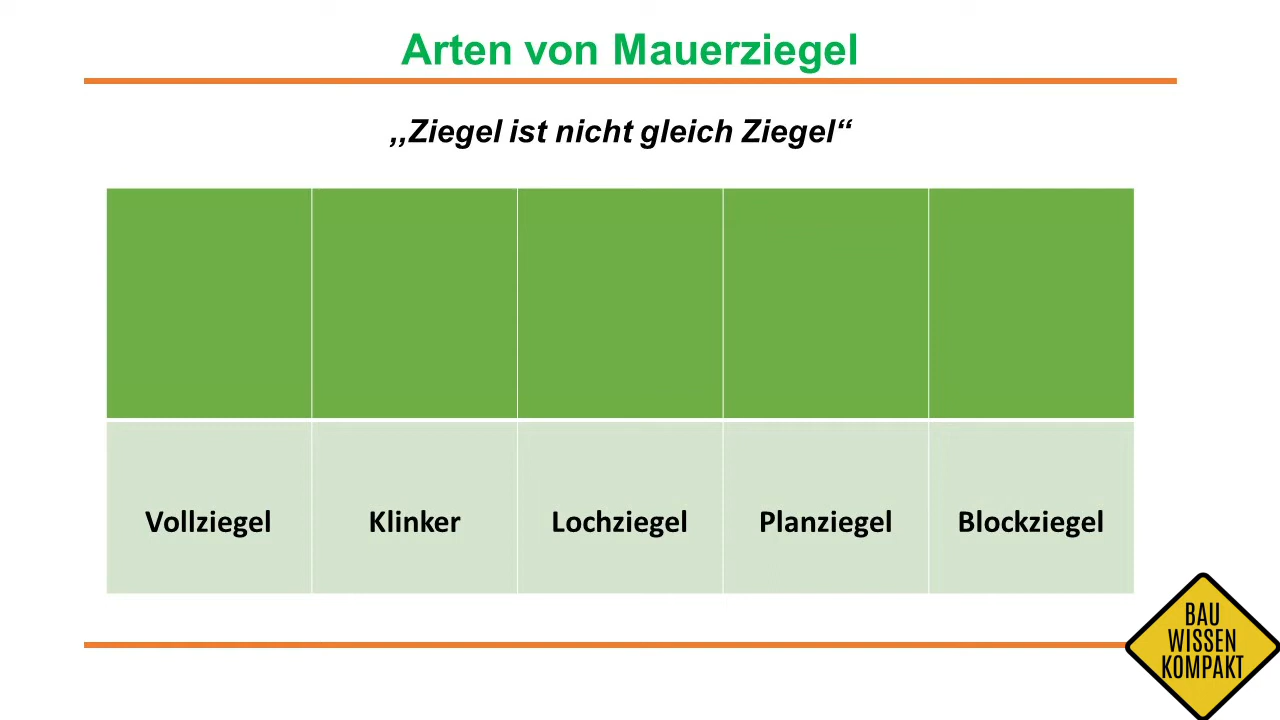 Arten von Mauerziegel
,,Ziegel ist nicht gleich Ziegel“
Vollziegel
Klinker
Lochziegel
Planziegel
Blockziegel
BAU
WISSEN
KOMPAKT